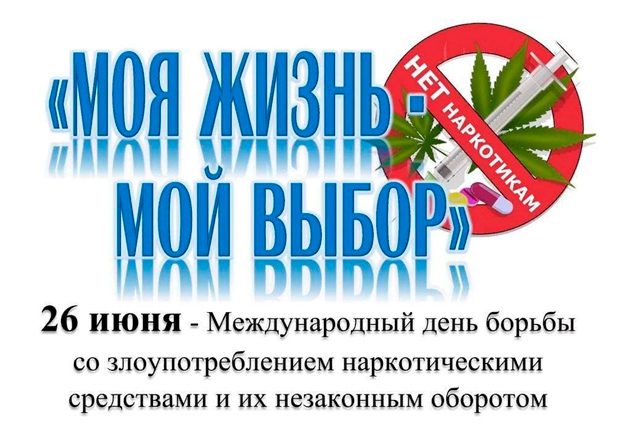 «МОЯ ЖИЗНЬ -
МОЙ ВЫБОР»
НЕТ НАРКОТИКАМ
26 июня - Международный день борьбы
со злоупотреблением наркотическими
средствами и их незаконным оборотом